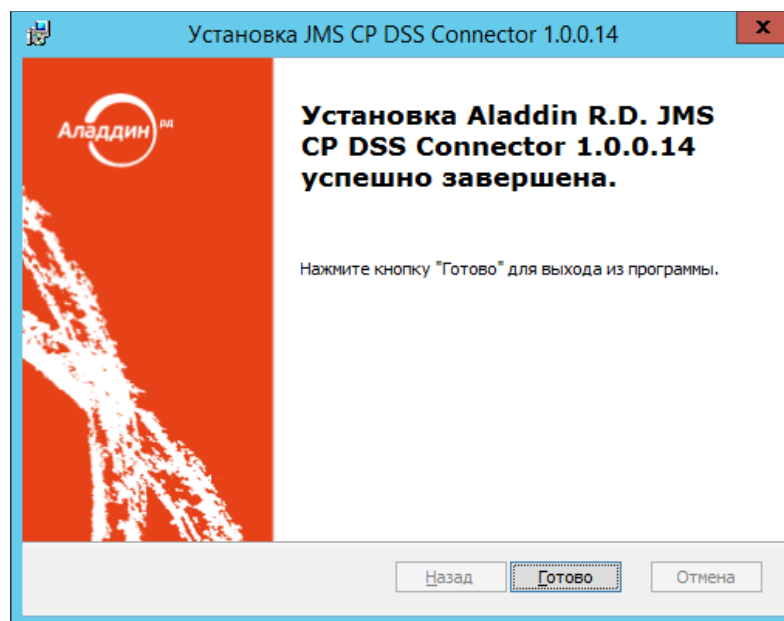 Установка JMS CP DSS Connector 1.0.0.14
x
Аладдин РД
Установка Aladdin R.D. JMS
CP DSS Connector 1.0.0.14
успешно завершена.
Нажмите кнопку "Готово" для выхода из программы.
Назад Готово Отмена